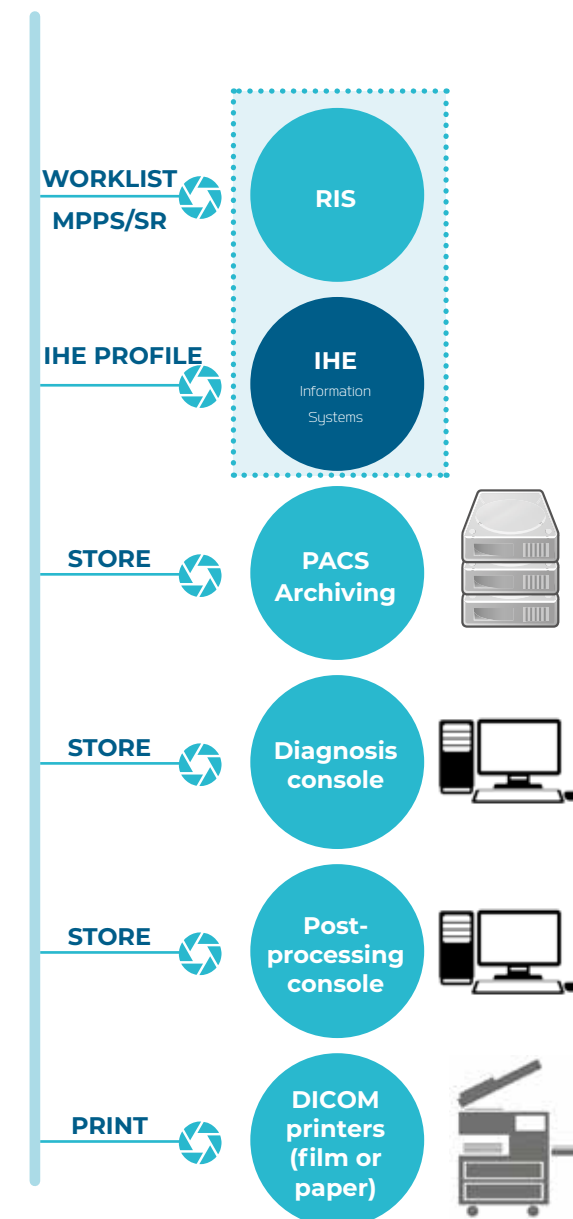 WORKLIST
MPPS/SR
RIS
IHE PROFILE
IHE
Information
Systems
STORE
PACS
Archiving
STORE
Diagnosis
console
STORE
Post-
processing
console
PRINT
DICOM
printers
(film or
paper)